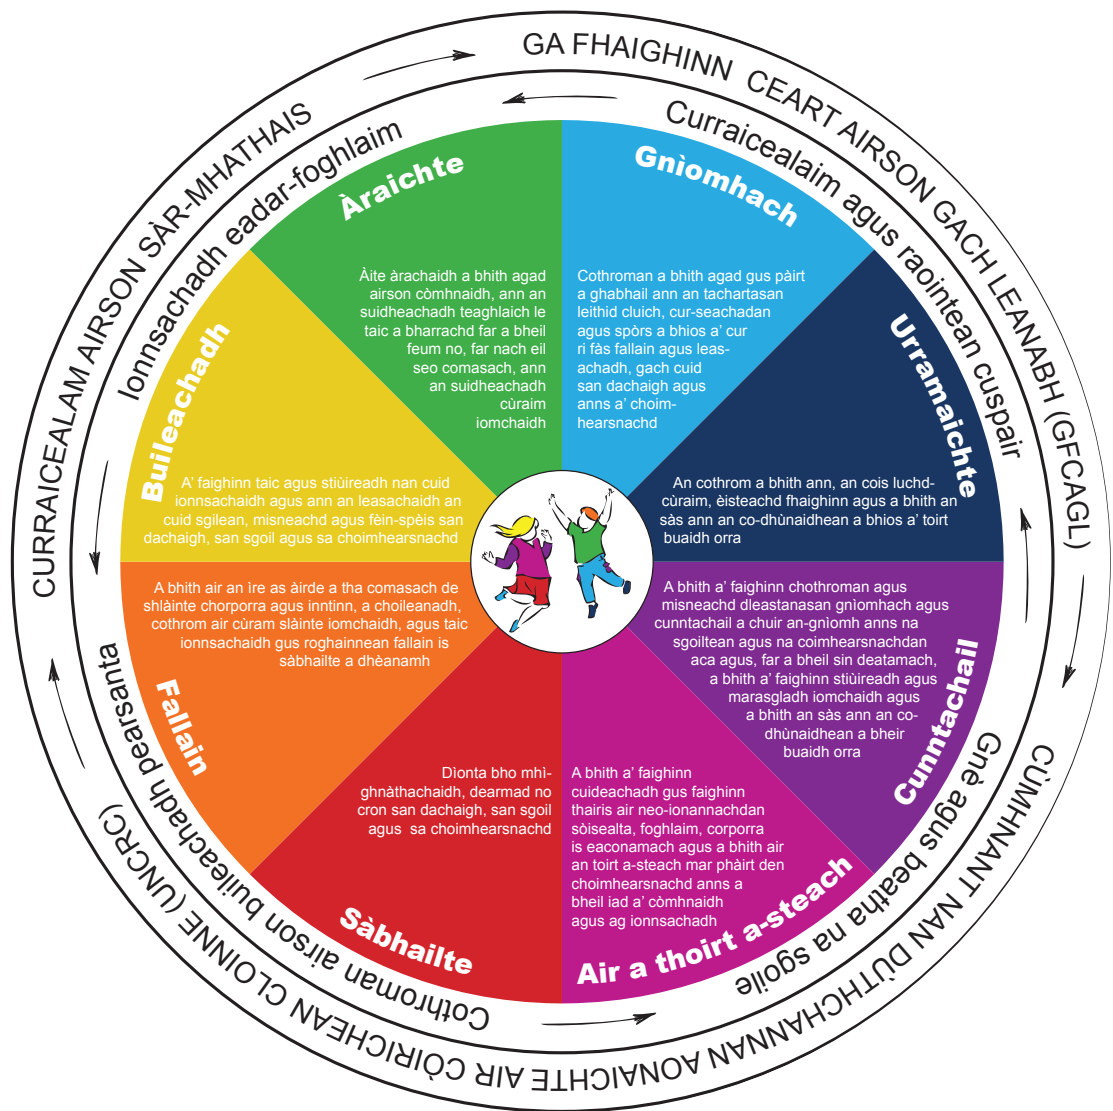 GA FHAIGHINN CEART AIRSON GACH LEANABH (GFCAGL)
CÙMHNANT NAN DÙTHCHANNAN AONAICHTE AIR CÒIRICHEAN CLOINNE (UNCRC)
CURRAICEALAM AIRSON SÀR-MHATHAIS
Curraicealaim agus raointean cuspair
Gnè agus beatha na sgoile
Cothroman airson buileachadh pearsanta
Ionnsachadh eadar-foghlaim
Àraichte
Àite àrachaidh a bhith agad
airson còmhnaidh, ann an
suidheachadh teaghlaich le
taic a bharrachd far a bheil
feum no, far nach eil
seo comasach, ann
an suidheachadh
cùraim
iomchaidh
Gnìomhach
Cothroman a bhith agad gus pàirt
a ghabhail ann an tachartasan
leithid cluich, cur-seachadan
agus spòrs a bhios a’ cur
ri fàs fallain agus leas-
achadh, gach cuid
san dachaigh agus
anns a’ choim-
hearsnachd
Urramaichte
An cothrom a bhith ann, an cois luchd-
cùraim, èisteachd fhaighinn agus a bhith an
sàs ann an co-dhùnaidhean a bhios a’ toirt
buaidh orra
Cunntachail
A bhith a’ faighinn chothroman agus
misneachd dleastanasan gnìomhach agus
cunntachail a chuir an-gnìomh anns na
sgoiltean agus na coimhearsnachdan
aca agus, far a bheil sin deatamach,
a bhith a’ faighinn stiùireadh agus
marasgladh iomchaidh agus
a bhith an sàs ann an co-
dhùnaidhean a bheir
buaidh orra
Air a thoirt a-steach
A bhith a’ faighinn
cuideachadh gus faighinn
thairis air neo-ionannachdan
sòisealta, foghlaim, corporra
is eaconamach agus a bhith air
an toirt a-steach mar phàirt den
choimhearsnachd anns a
bheil iad a’ còmhnaidh
agus ag ionnsachadh
Sàbhailte
Dìonta bho mhì-
ghnàthachaidh, dearmad no
cron san dachaigh, san sgoil
agus sa choimhearsnachd
Fallain
A bhith air an ìre as àirde a tha comasach de
shlàinte chorporra agus inntinn, a choileanadh,
cothrom air cùram slàinte iomchaidh, agus taic
ionnsachaidh gus roghainnean fallain is
sàbhailte a dhèanamh
Buileachadh
A’ faighinn taic agus stiùireadh nan cuid
ionnsachaidh agus ann an leasachaidh an
cuid sgilean, misneachd agus fèin-spèis san
dachaigh, san sgoil agus sa choimhearsnachd